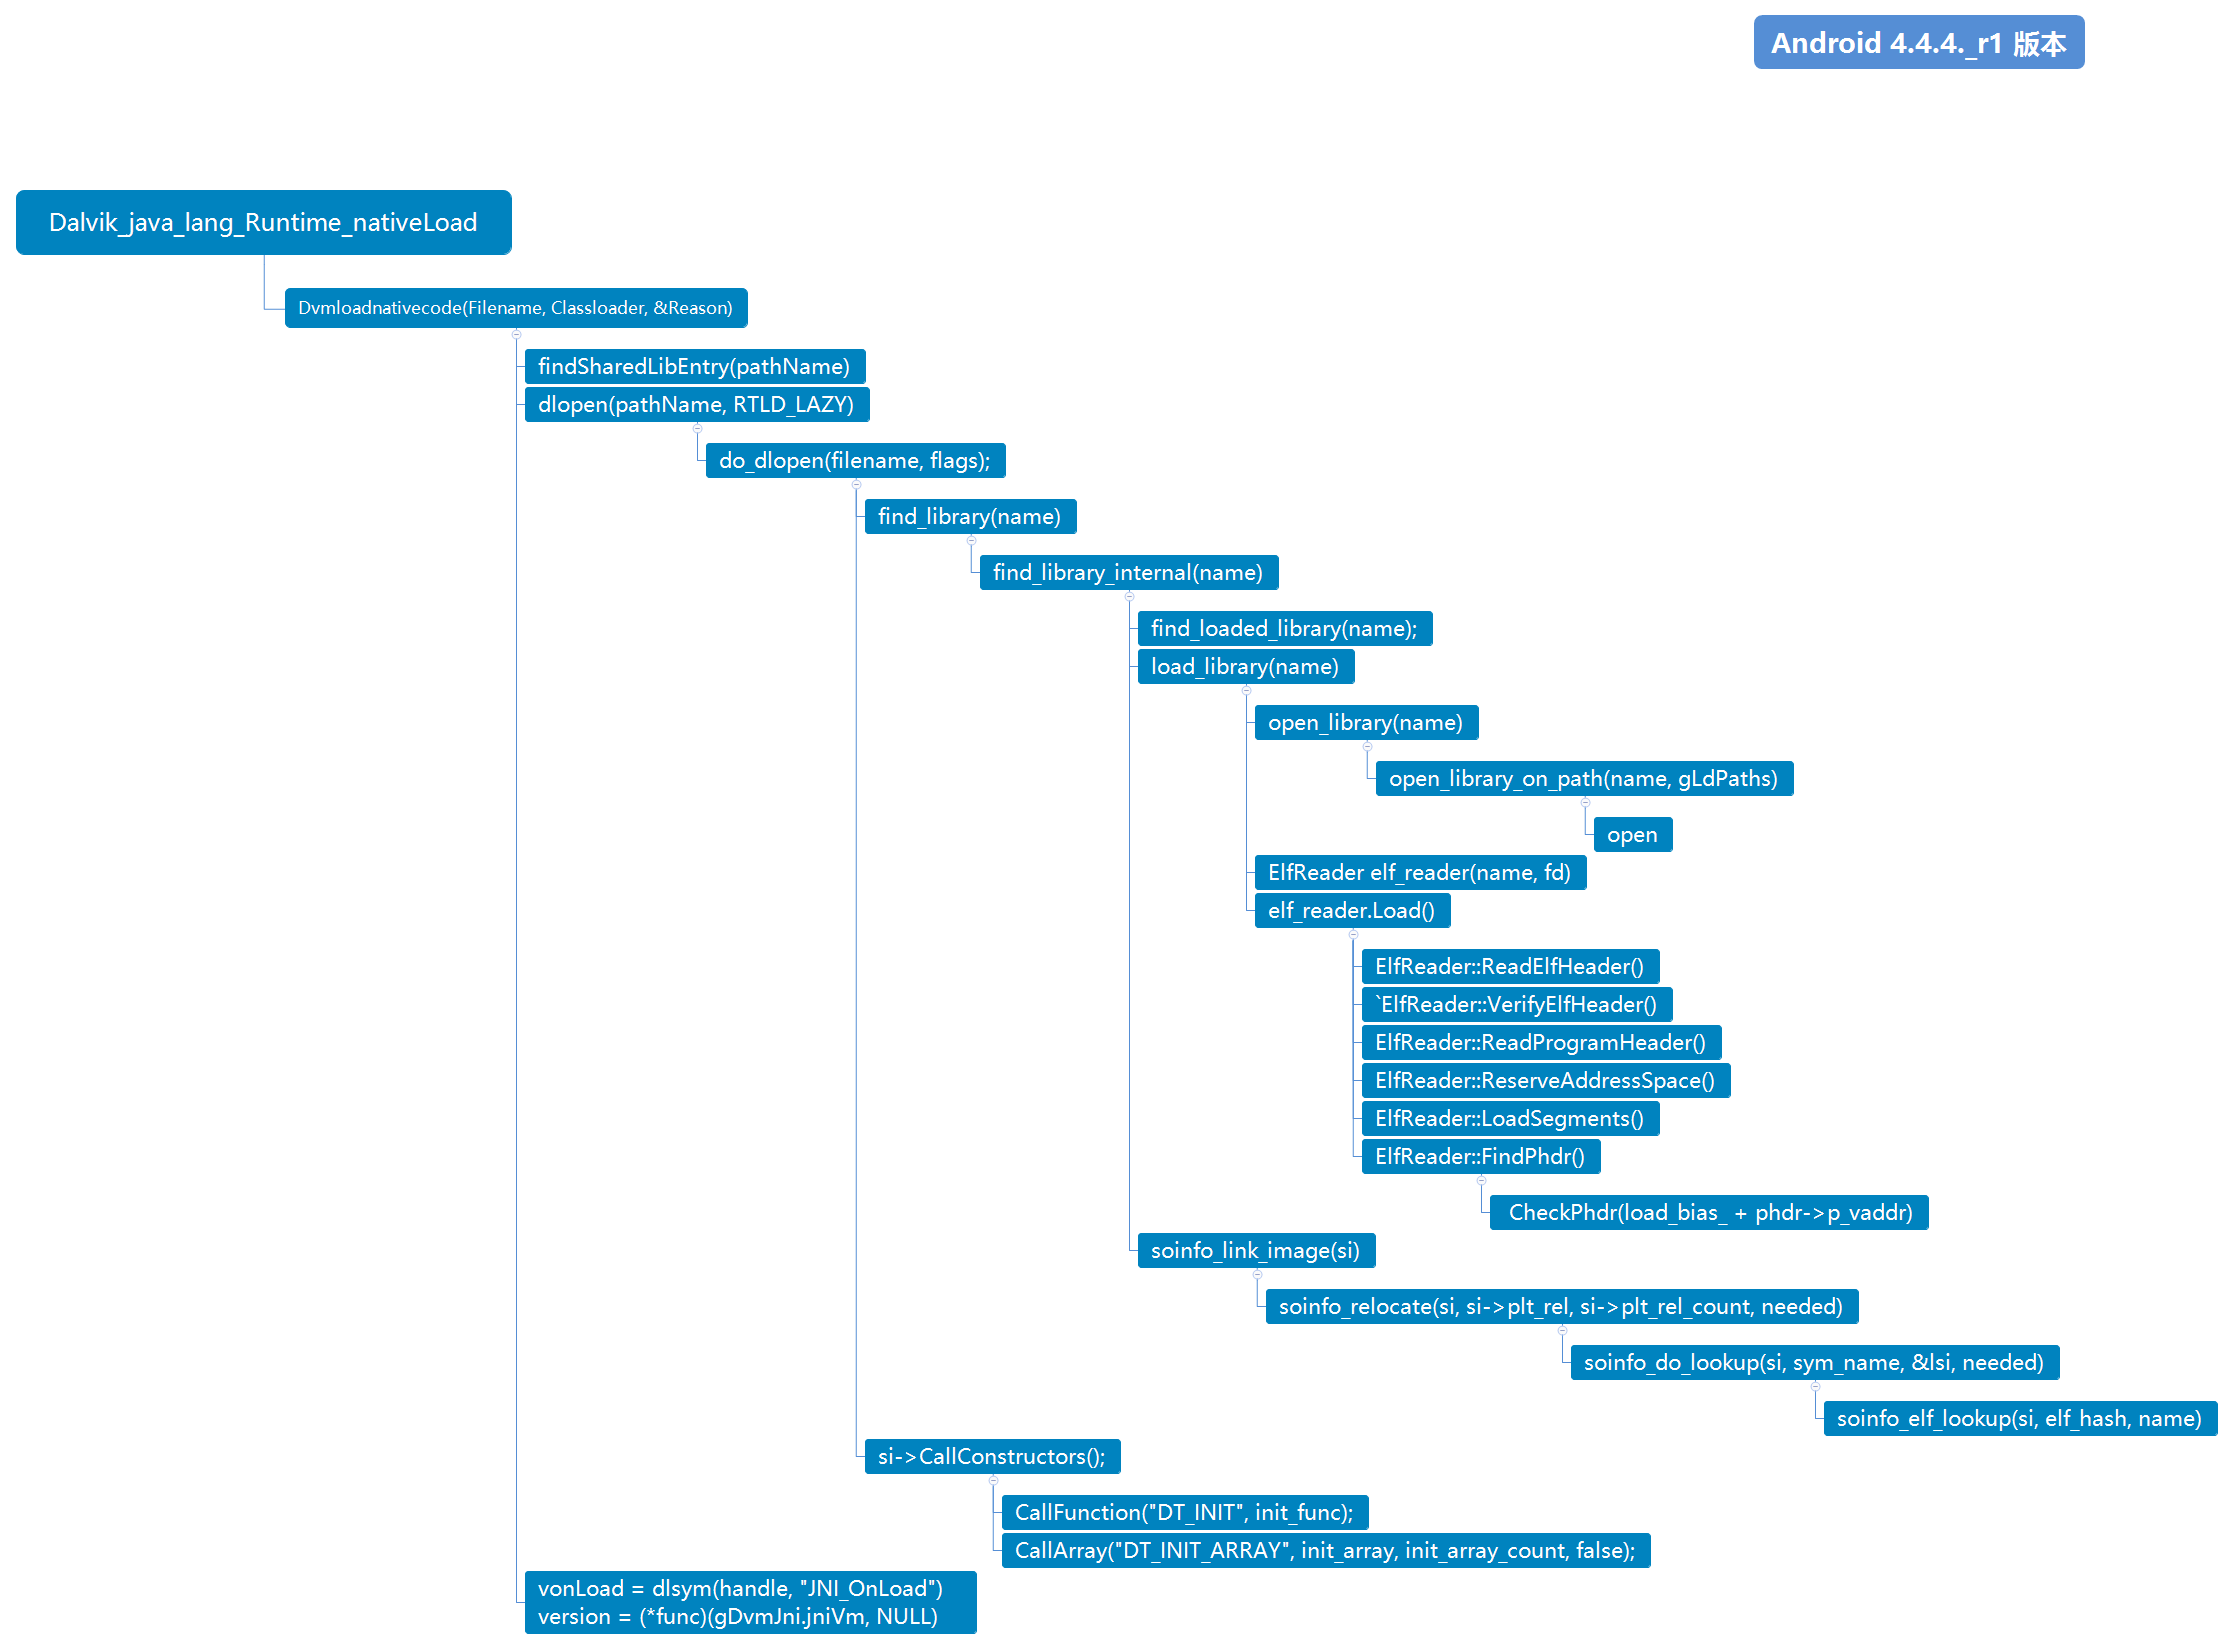 Android 4.4.4._r1 版本
Dalvik_java_lang_Runtime_nativeLoad
Dvmloadnativecode(Filename, Classloader, &Reason)
findSharedLibEntry(pathName)
dlopen(pathName, RTLD_LAZY)
do_dlopen(filename, flags);
find_library(name)
find_library_internal(name)
find_loaded_library(name);
load_library(name)
open_library(name)
open_library_on_path(name, gLdPaths)
open
ElfReader elf_reader(name, fd)
elf_reader.Load()
ElfReader::ReadElfHeader()
`ElfReader::VerifyElfHeader()
ElfReader::ReadProgramHeader()
ElfReader::ReserveAddressSpace()
ElfReader::LoadSegments()
ElfReader::FindPhdr()
CheckPhdr(load_bias_ + phdr->p_vaddr)
soinfo_link_image(si)
soinfo_relocate(si, si->plt_rel, si->plt_rel_count, needed)
soinfo_do_lookup(si, sym_name, &lsi, needed)
soinfo_elf_lookup(si, elf_hash, name)
si->CallConstructors();
CallFunction("DT_INIT", init_func);
CallArray("DT_INIT_ARRAY", init_array, init_array_count, false);
vonLoad = dlsym(handle, "JNI_OnLoad")
version = (*func)(gDvmJni.jniVm, NULL)